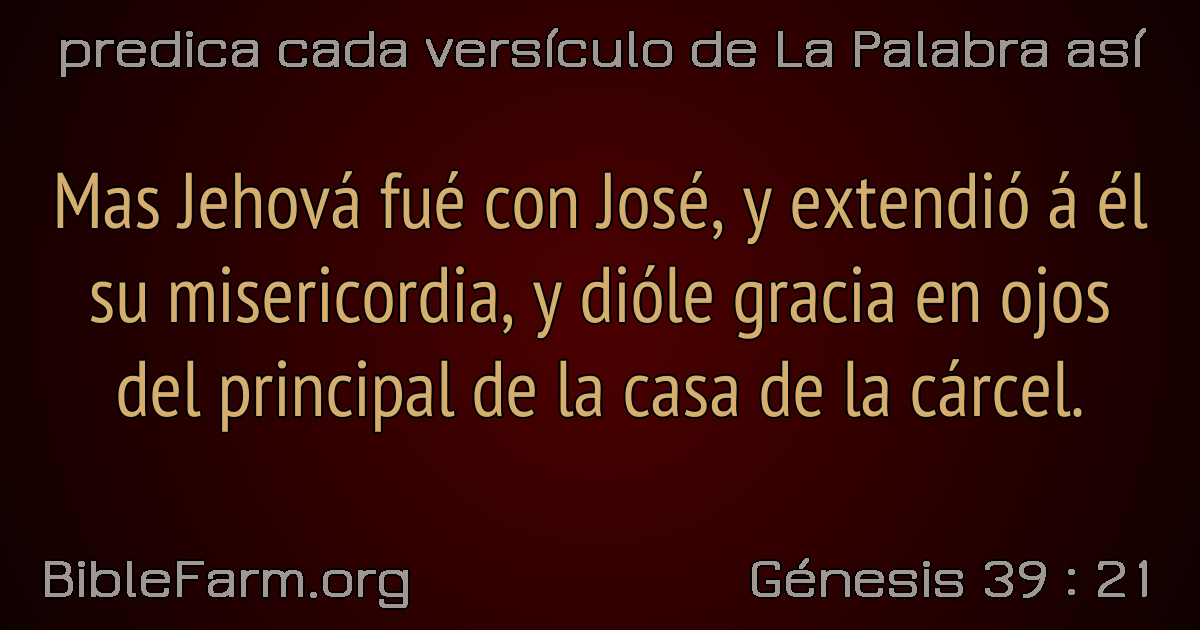 predica cada versículo de La Palabra así
Mas Jehová fué con José, y extendió á él
su misericordia, y dióle gracia en ojos
del principal de la casa de la cárcel.
BibleFarm.org
Génesis 39 : 21